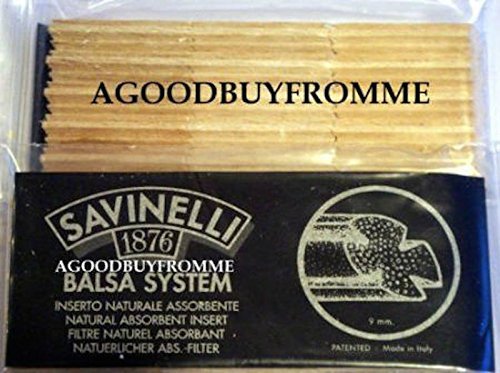 AGOODBUYFROMME
SAVINELLI
1876
AGOODBUYFROMME
BALSA SYSTEM
INSERTO NATURALE ASSORBENTE
NATURAL ABSORBENT INSERT
FILTRE NATUREL ABSORBANT
NATUERLICHER ABS.-FILTER
9 mm.
PATENTED - Made in Italy